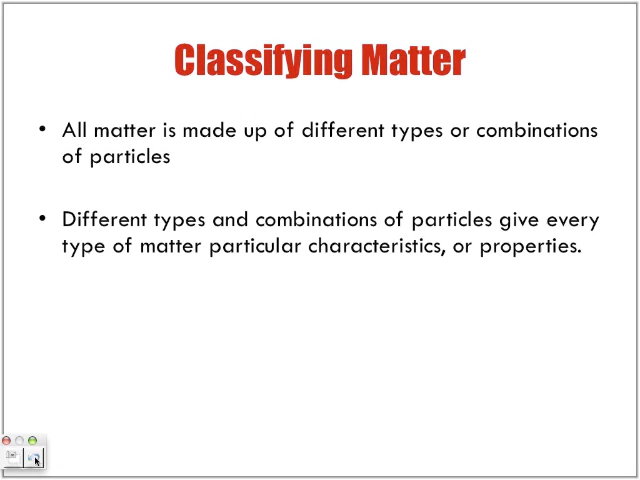 Classifying Matter
• All matter is made up of different types or combinations
of particles
• Different types and combinations of particles give every
type of matter particular characteristics, or properties.